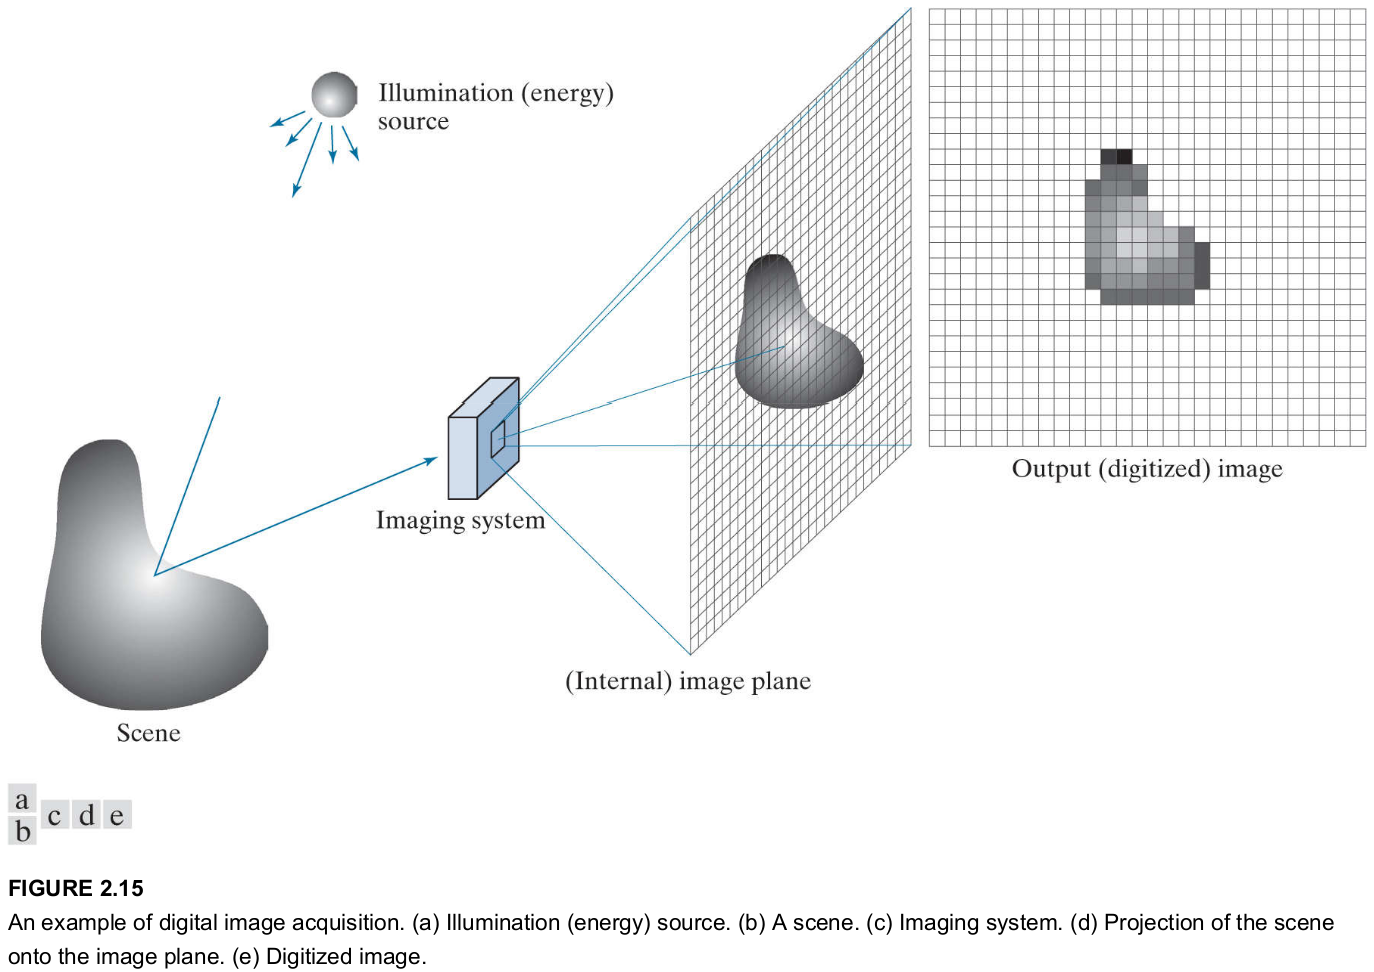 Illumination (energy)
source
Output (digitized) image
Imaging system
(Internal) image plane
Scene
a
b
c d e
FIGURE 2.15
An example of digital image acquisition. (a) Illumination (energy) source. (b) A scene. (c) Imaging system. (d) Projection of the scene
onto the image plane. (e) Digitized image.